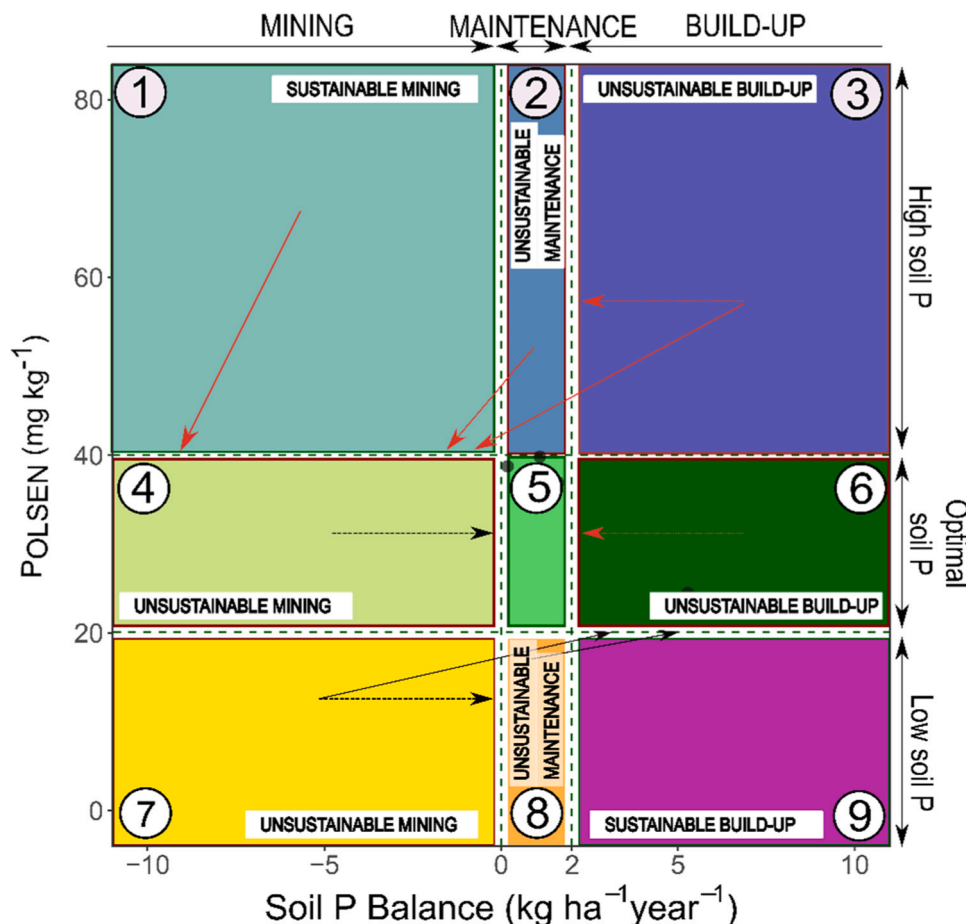 MINING MAINTENANCE BUILD-UP
1 SUSTAINABLE MINING
2
UNSUSTAINABLE BUILD-UP 3
UNSUSTAINABLE
MAINTENANCE
80
60
40
20
0
POLSEN (mg kg⁻¹)
High soil P
4
5
6
Optimal
soil P
UNSUSTAINABLE MINING
UNSUSTAINABLE BUILD-UP
UNSUSTAINABLE
MAINTENANCE
Low soil P
7
UNSUSTAINABLE MINING
8
SUSTAINABLE BUILD-UP
9
−10 −5 0 2 5 10
Soil P Balance (kg ha⁻¹year⁻¹)